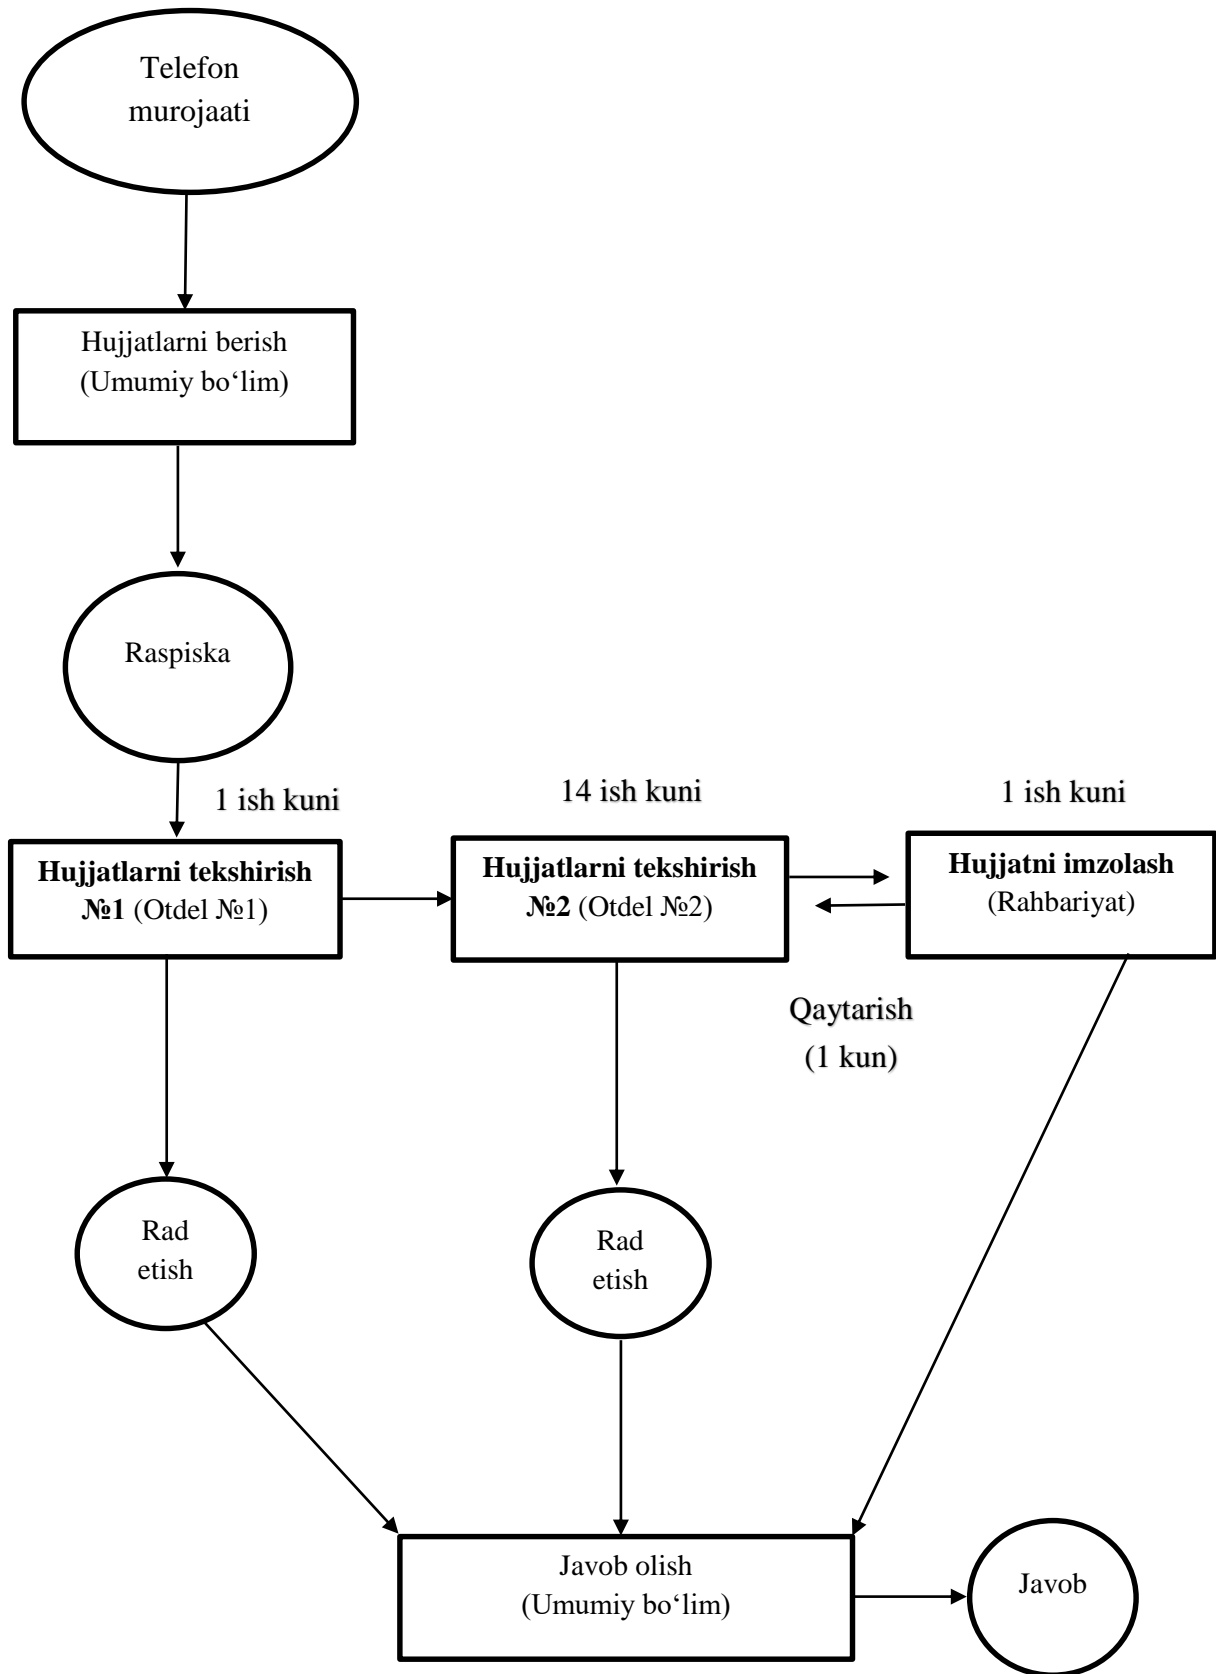 Telefon
murojaati
Hujjatlarni berish
(Umumiy bo‘lim)
Raspiska
1 ish kuni
14 ish kuni
1 ish kuni
Hujjatlarni tekshirish
№1 (Otdel №1)
Hujjatlarni tekshirish
№2 (Otdel №2)
Hujjatni imzolash
(Rahbariyat)
Qaytarish
(1 kun)
Rad
etish
Rad
etish
Javob olish
(Umumiy bo‘lim)
Javob